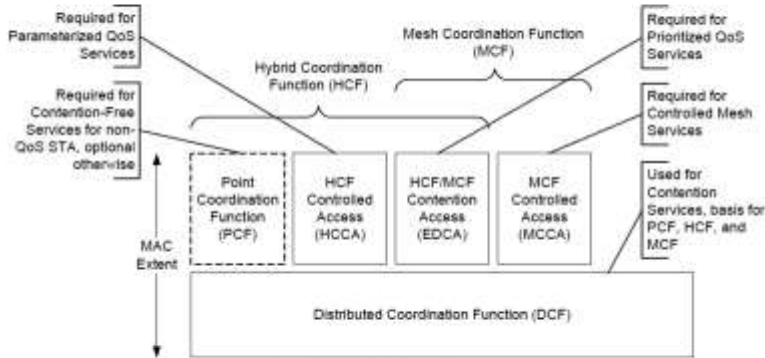 Required for
Parameterized QoS
Services
Mesh Coordination Function
(MCF)
Required for
Prioritized QoS
Services
Hybrid Coordination
Function (HCF)
Required for
Contention-Free
Services for non-
QoS STA, optional
otherwise
Required for
Controlled Mesh
Services
Point
Coordination
Function
(PCF)
HCF
Controlled
Access
(HCCA)
HCF/MCF
Contention
Access
(EDCA)
MCF
Controlled
Access
(MCCA)
Used for
Contention
Services, basis for
PCF, HCF, and
MCF
MAC
Extent
Distributed Coordination Function (DCF)